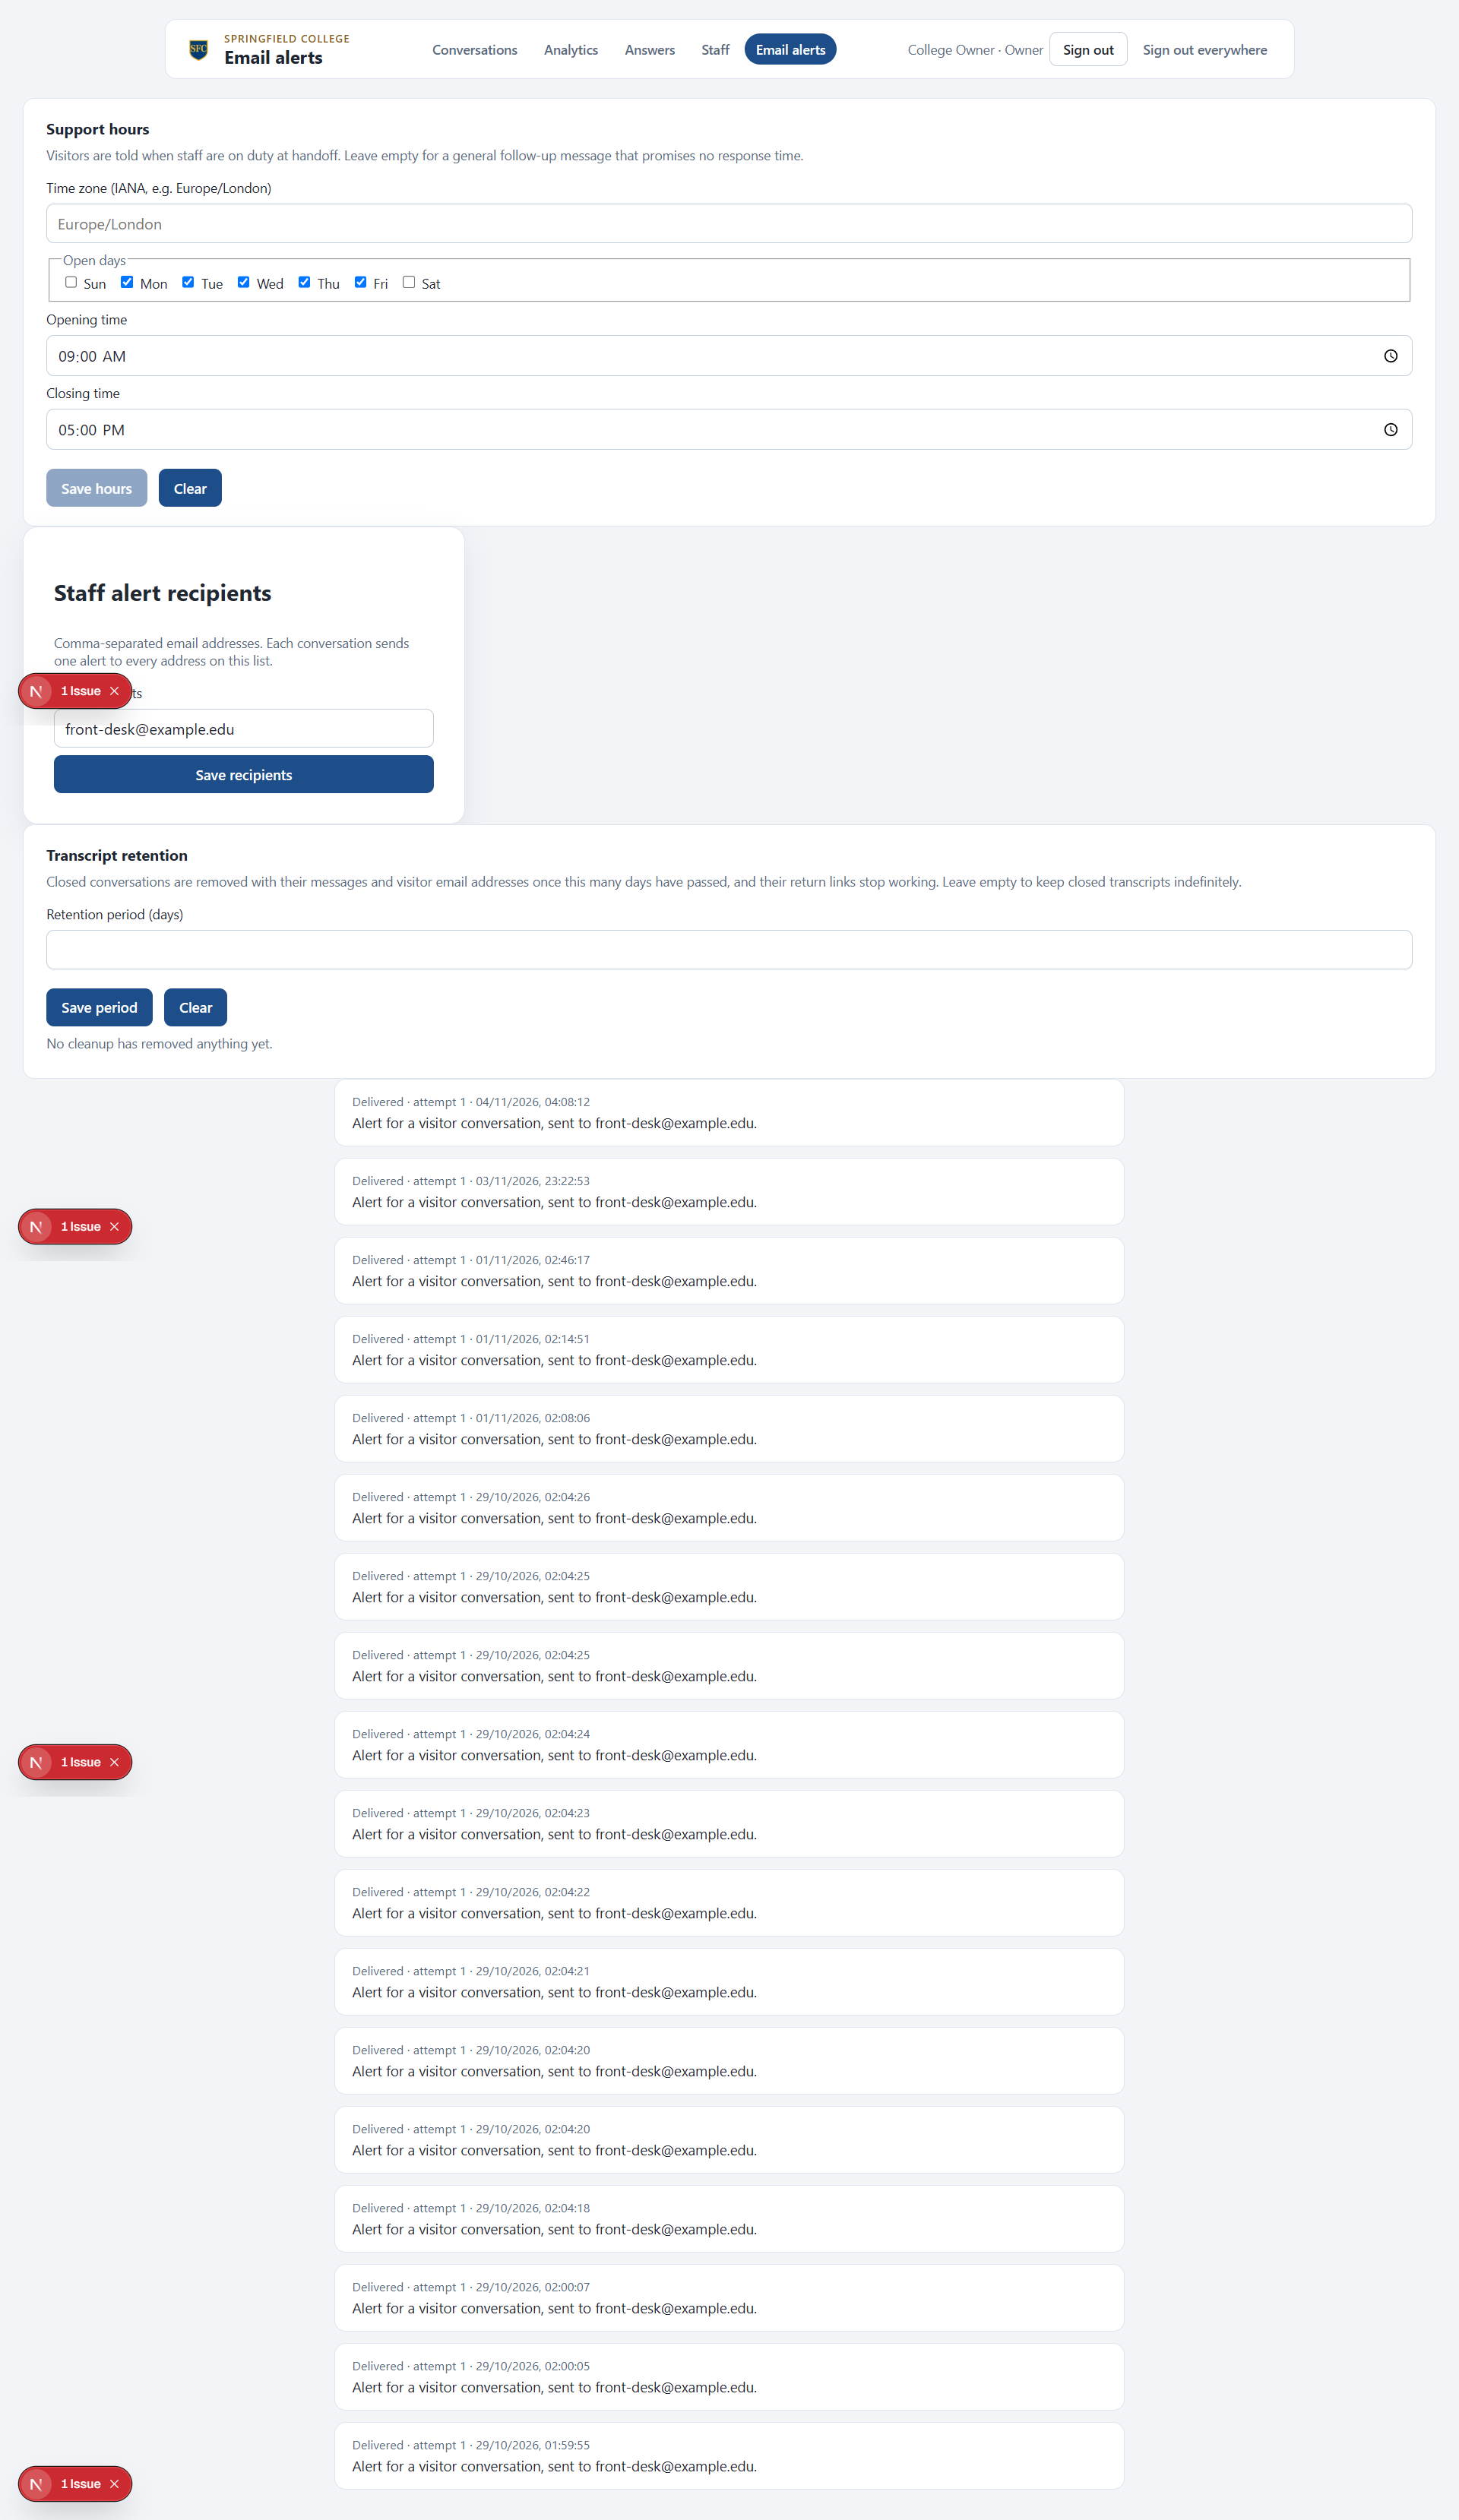 SFC
SPRINGFIELD COLLEGE
Email alerts
Conversations
Analytics
Answers
Staff
Email alerts
College Owner · Owner
Sign out
Sign out everywhere
Support hours
Visitors are told when staff are on duty at handoff. Leave empty for a general follow-up message that promises no response time.
Time zone (IANA, e.g. Europe/London)
Europe/London
Open days
Sun Mon Tue Wed Thu Fri Sat
Opening time
09:00 AM
Closing time
05:00 PM
Save hours
Clear
Staff alert recipients
Comma-separated email addresses. Each conversation sends
one alert to every address on this list.
N 1 Issue
ts
front-desk@example.edu
Save recipients
Transcript retention
Closed conversations are removed with their messages and visitor email addresses once this many days have passed, and their return links stop working. Leave empty to keep closed transcripts indefinitely.
Retention period (days)
Save period
Clear
No cleanup has removed anything yet.
Delivered · attempt 1 · 04/11/2026, 04:08:12
Alert for a visitor conversation, sent to front-desk@example.edu.
Delivered · attempt 1 · 03/11/2026, 23:22:53
Alert for a visitor conversation, sent to front-desk@example.edu.
N 1 Issue
Delivered · attempt 1 · 01/11/2026, 02:46:17
Alert for a visitor conversation, sent to front-desk@example.edu.
Delivered · attempt 1 · 01/11/2026, 02:14:51
Alert for a visitor conversation, sent to front-desk@example.edu.
Delivered · attempt 1 · 01/11/2026, 02:08:06
Alert for a visitor conversation, sent to front-desk@example.edu.
Delivered · attempt 1 · 29/10/2026, 02:04:26
Alert for a visitor conversation, sent to front-desk@example.edu.
Delivered · attempt 1 · 29/10/2026, 02:04:25
Alert for a visitor conversation, sent to front-desk@example.edu.
Delivered · attempt 1 · 29/10/2026, 02:04:25
Alert for a visitor conversation, sent to front-desk@example.edu.
Delivered · attempt 1 · 29/10/2026, 02:04:24
Alert for a visitor conversation, sent to front-desk@example.edu.
N 1 Issue
Delivered · attempt 1 · 29/10/2026, 02:04:23
Alert for a visitor conversation, sent to front-desk@example.edu.
Delivered · attempt 1 · 29/10/2026, 02:04:22
Alert for a visitor conversation, sent to front-desk@example.edu.
Delivered · attempt 1 · 29/10/2026, 02:04:21
Alert for a visitor conversation, sent to front-desk@example.edu.
Delivered · attempt 1 · 29/10/2026, 02:04:20
Alert for a visitor conversation, sent to front-desk@example.edu.
Delivered · attempt 1 · 29/10/2026, 02:04:20
Alert for a visitor conversation, sent to front-desk@example.edu.
Delivered · attempt 1 · 29/10/2026, 02:04:18
Alert for a visitor conversation, sent to front-desk@example.edu.
Delivered · attempt 1 · 29/10/2026, 02:00:07
Alert for a visitor conversation, sent to front-desk@example.edu.
Delivered · attempt 1 · 29/10/2026, 02:00:05
Alert for a visitor conversation, sent to front-desk@example.edu.
Delivered · attempt 1 · 29/10/2026, 01:59:55
Alert for a visitor conversation, sent to front-desk@example.edu.
N 1 Issue